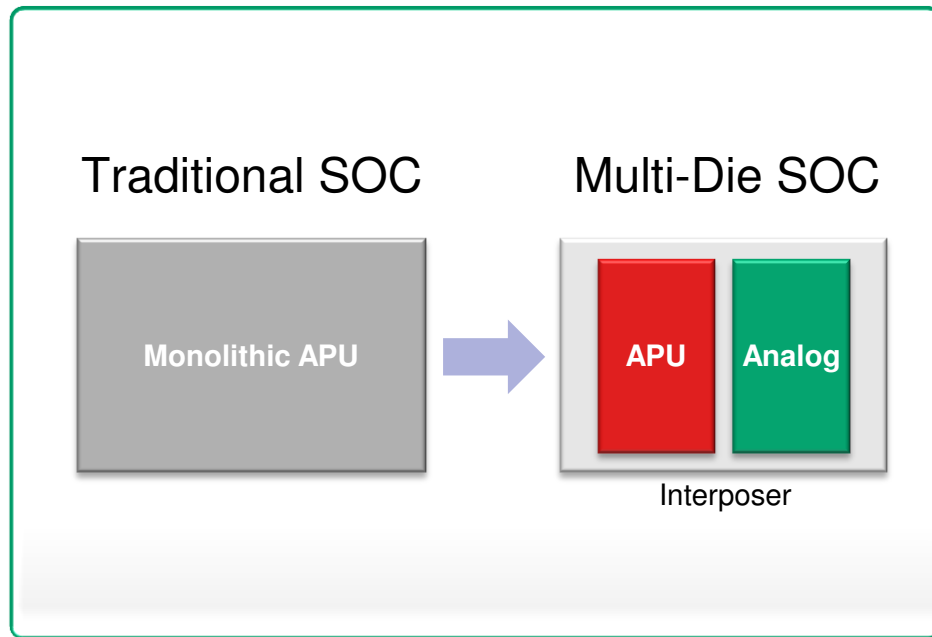 Traditional SOC
Multi-Die SOC
Monolithic APU
APU
Analog
Interposer